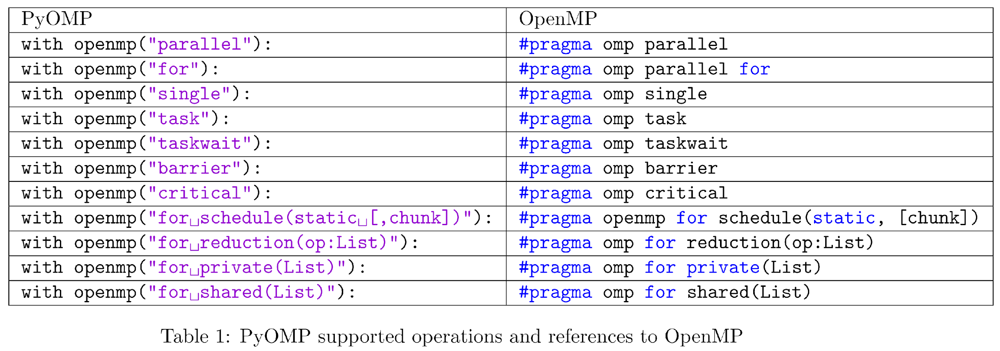 PyOMP OpenMP
with openmp("parallel"): #pragma omp parallel
with openmp("for"): #pragma omp parallel for
with openmp("single"): #pragma omp single
with openmp("task"): #pragma omp task
with openmp("taskwait"): #pragma omp taskwait
with openmp("barrier"): #pragma omp barrier
with openmp("critical"): #pragma omp critical
with openmp("for␣schedule(static␣[,chunk])"): #pragma openmp for schedule(static, [chunk])
with openmp("for␣reduction(op:List)"): #pragma omp for reduction(op:List)
with openmp("for␣private(List)"): #pragma omp for private(List)
with openmp("for␣shared(List)"): #pragma omp for shared(List)
Table 1: PyOMP supported operations and references to OpenMP